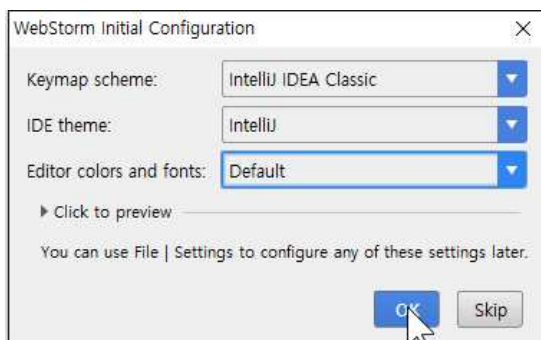 WebStorm Initial Configuration
Keymap scheme: IntelliJ IDEA Classic
IDE theme: IntelliJ
Editor colors and fonts: Default
Click to preview
You can use File | Settings to configure any of these settings later.
OK Skip